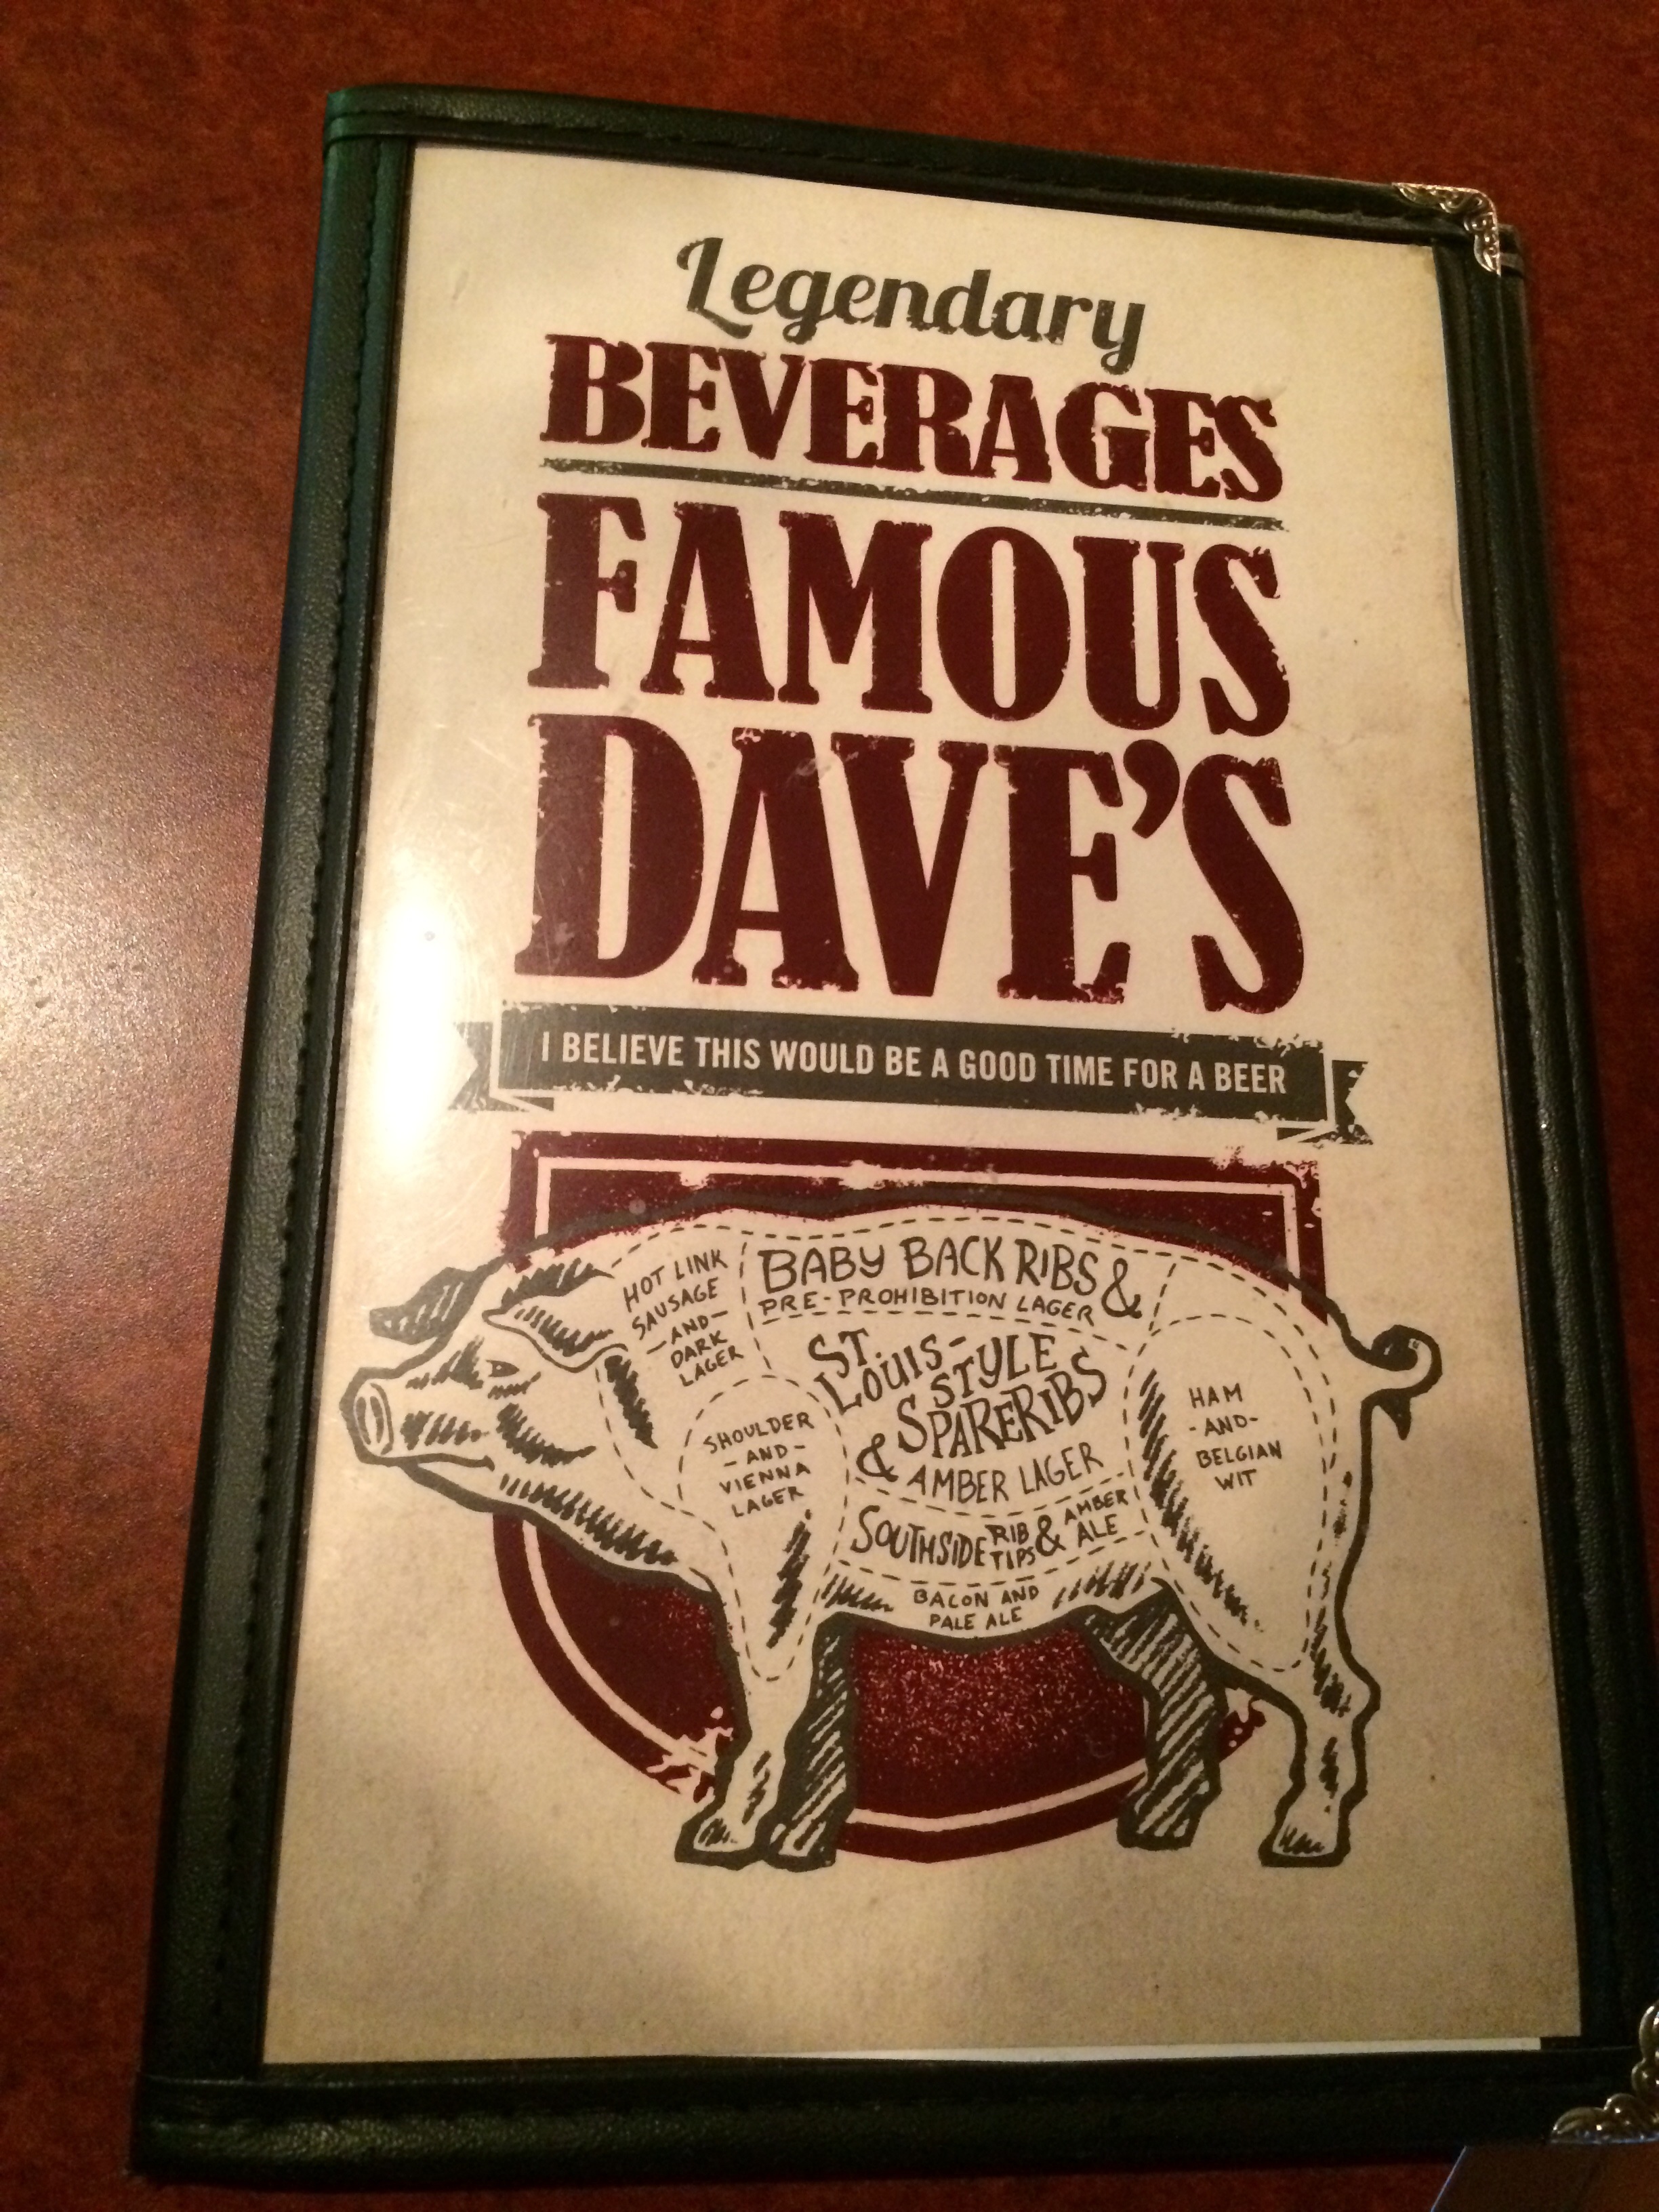 Legendary
BEVERAGES
FAMOUS
DAVE'S
I BELIEVE THIS WOULD BE A GOOD TIME FOR A BEER
HOT LINK
SAUSAGE
-AND-
DARK
LAGER
BABY BACK RIBS &
PRE-PROHIBITION LAGER
ST.
LOUIS-
STYLE
SPARERIBS
& AMBER LAGER
SHOULDER
-AND-
VIENNA
LAGER
HAM
-AND-
BELGIAN
WIT
SOUTHSIDE RIB TIPS & AMBER ALE
BACON AND
PALE ALE